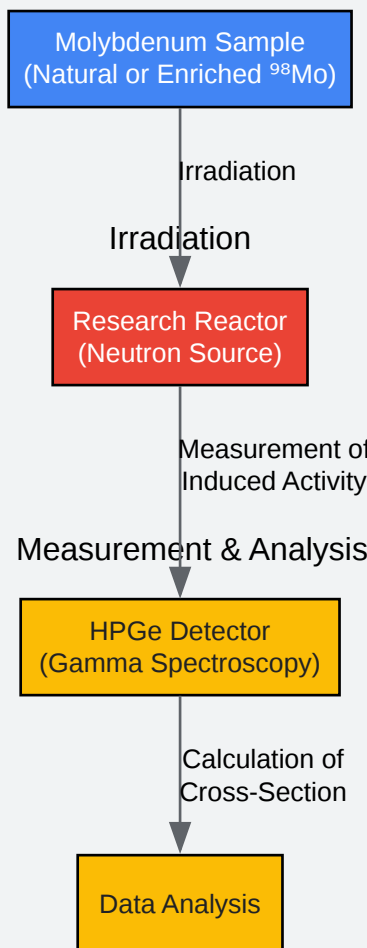 Molybdenum Sample
(Natural or Enriched ⁹⁸Mo)
Irradiation
Irradiation
Research Reactor
(Neutron Source)
Measurement of
Induced Activity
Measurement & Analysis
HPGe Detector
(Gamma Spectroscopy)
Calculation of
Cross-Section
Data Analysis